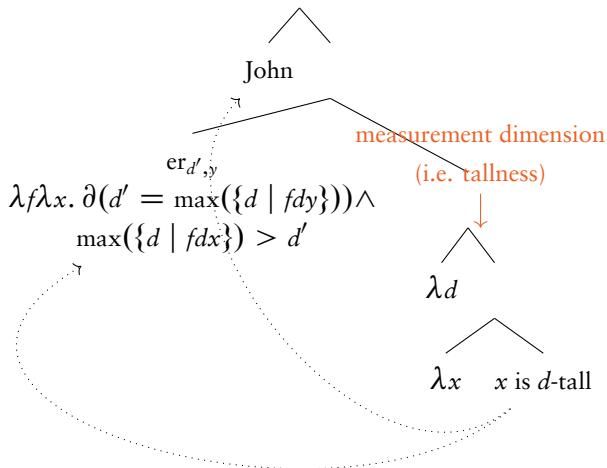 John
measurement dimension
(i.e. tallness)
er_{d′,y}
λfλx. ∂(d′ = max({d | fdy}))∧
max({d | fdx}) > d′
λd
λx x is d-tall